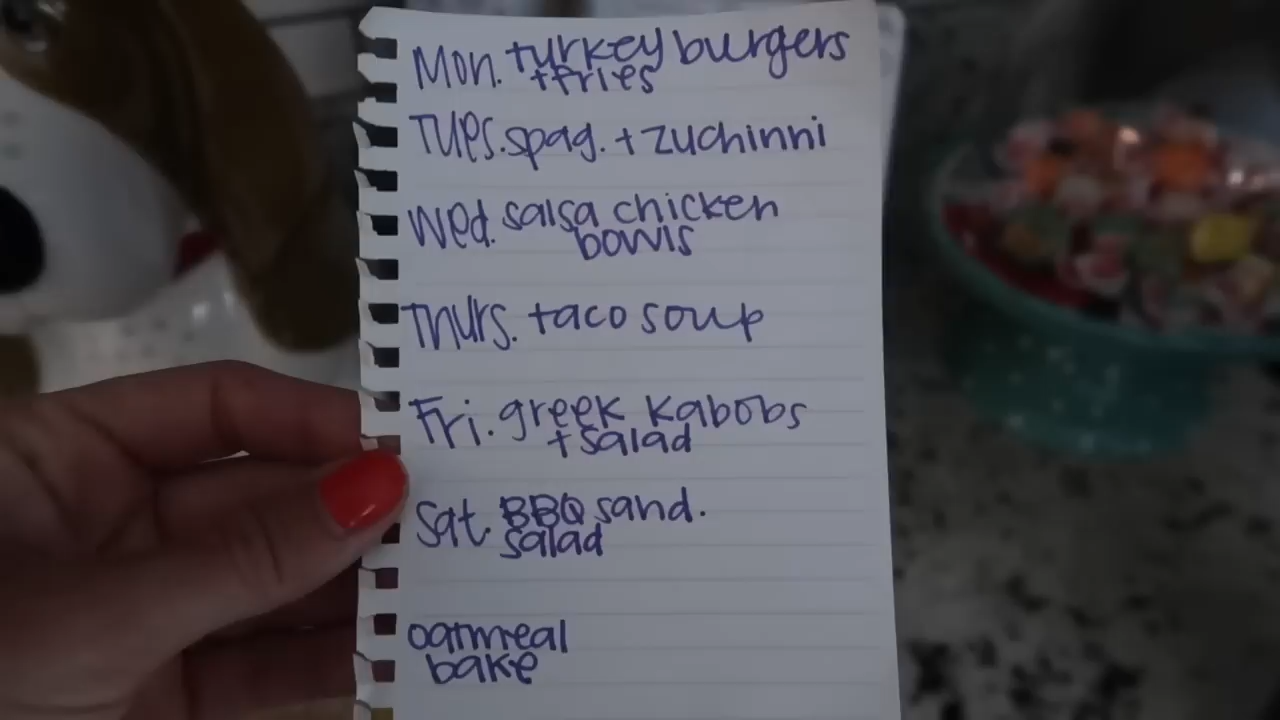 Mon. turkey burgers
+fries
Tues. spag. + zuchinni
Wed. salsa chicken
bowls
Thurs. taco soup
Fri. greek kabobs
+ salad
Sat. BBQ sand.
salad
oatmeal
bake